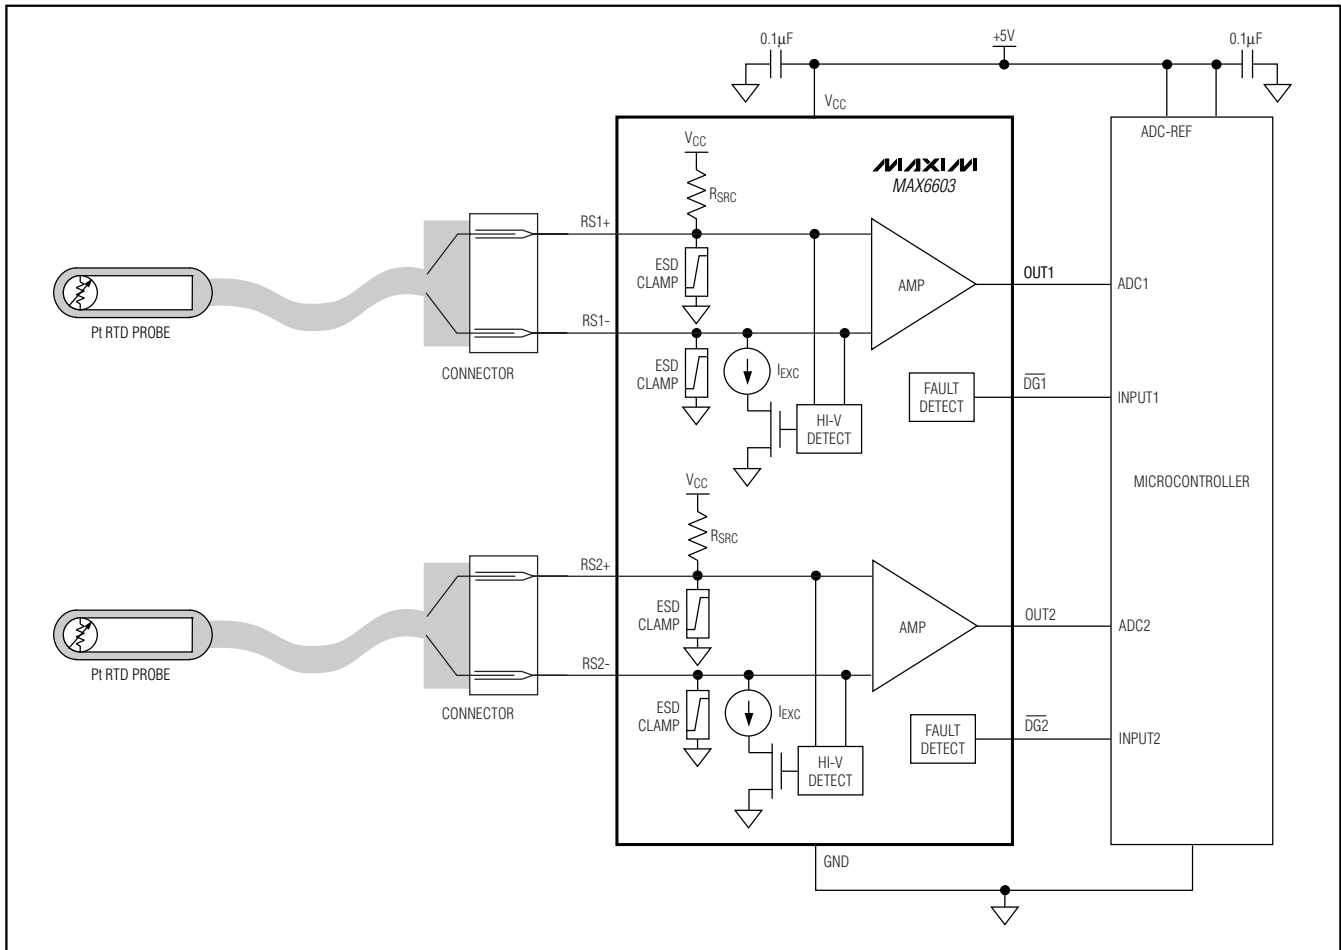 0.1µF
+5V
0.1µF
VCC
ADC-REF
VCC
MAXIM
MAX6603
RSRC
RS1+
ESD
CLAMP
AMP
OUT1
ADC1
Pt RTD PROBE
RS1-
CONNECTOR
ESD
CLAMP
IEXC
FAULT
DETECT
DG1
INPUT1
HI-V
DETECT
MICROCONTROLLER
VCC
RSRC
RS2+
ESD
CLAMP
AMP
OUT2
ADC2
Pt RTD PROBE
RS2-
CONNECTOR
ESD
CLAMP
IEXC
FAULT
DETECT
DG2
INPUT2
HI-V
DETECT
GND